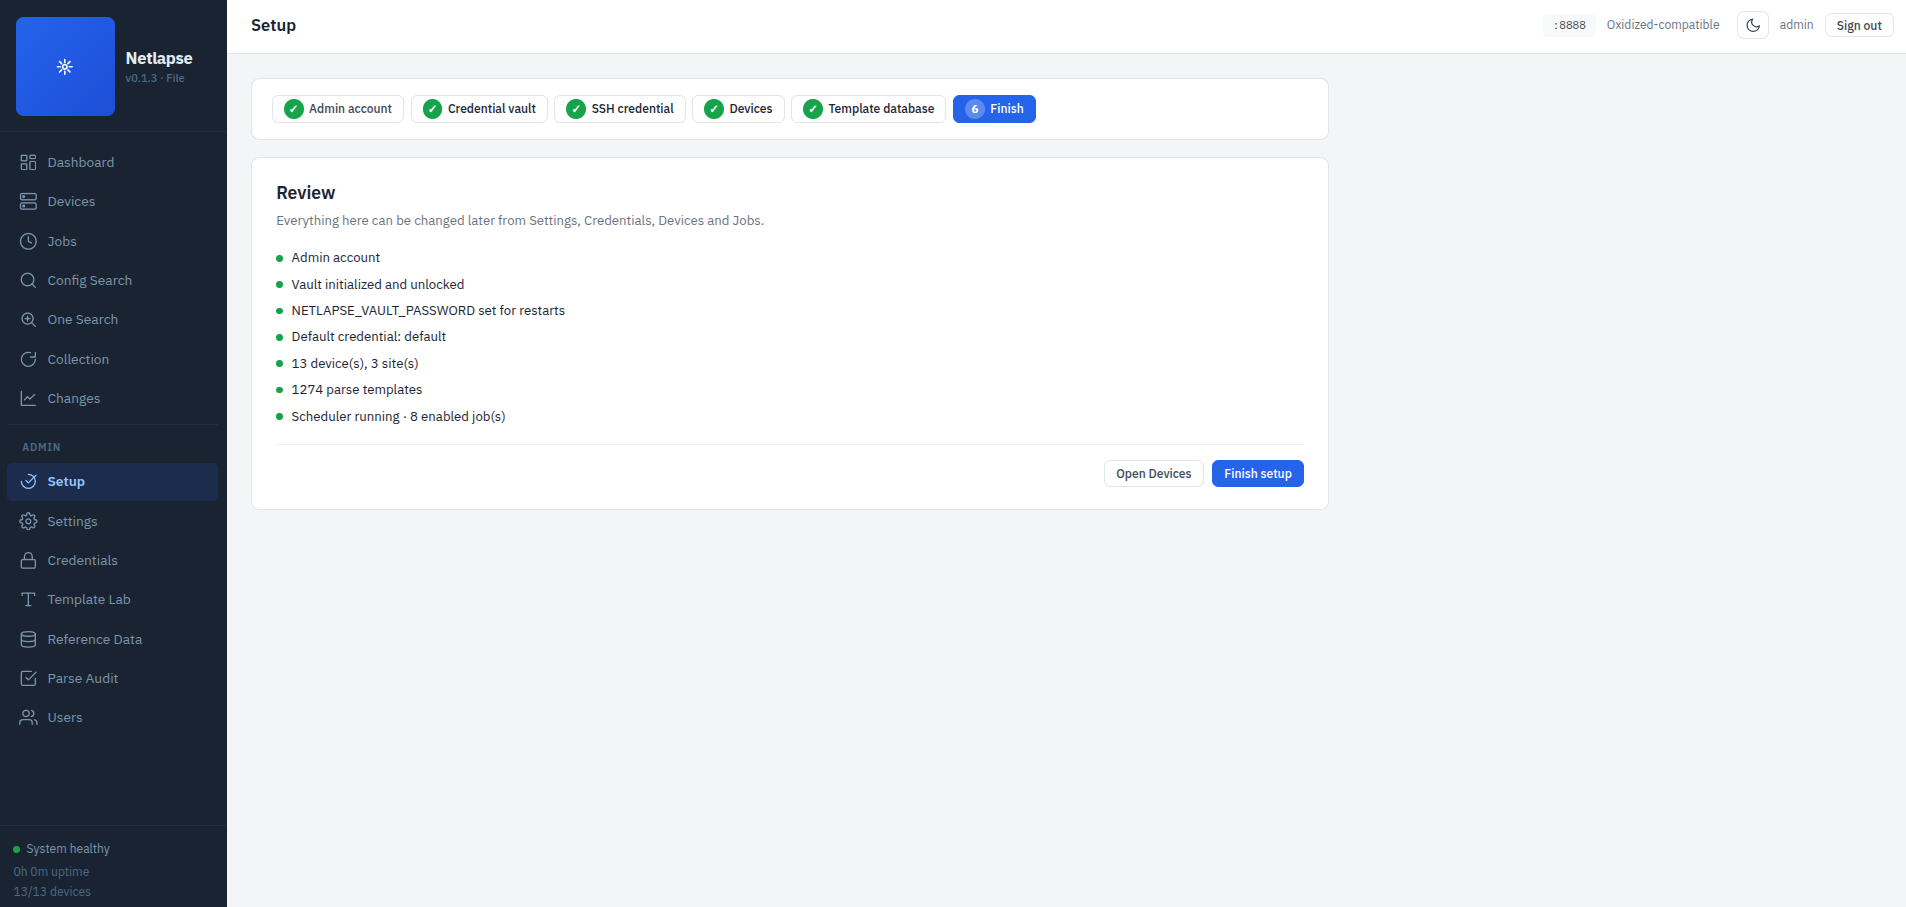 Netlapse
v0.1.3 · File
Dashboard
Devices
Jobs
Config Search
One Search
Collection
Changes
ADMIN
Setup
Settings
Credentials
Template Lab
Reference Data
Parse Audit
Users
System healthy
0h 0m uptime
13/13 devices
Setup
:8888 Oxidized-compatible admin Sign out
✓ Admin account ✓ Credential vault ✓ SSH credential ✓ Devices ✓ Template database 6 Finish
Review
Everything here can be changed later from Settings, Credentials, Devices and Jobs.
Admin account
Vault initialized and unlocked
NETLAPSE_VAULT_PASSWORD set for restarts
Default credential: default
13 device(s), 3 site(s)
1274 parse templates
Scheduler running · 8 enabled job(s)
Open Devices Finish setup